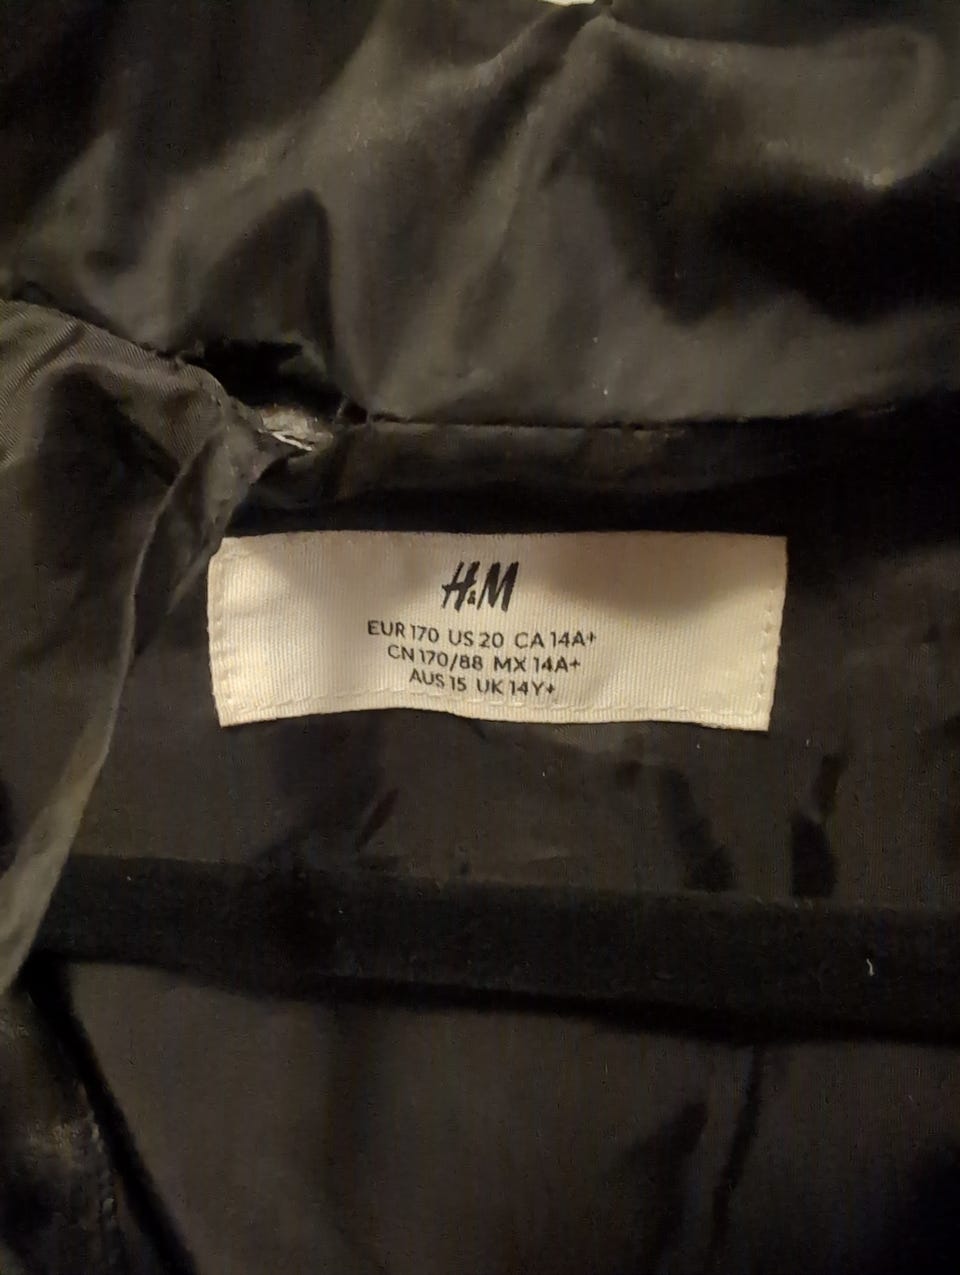 H&M
EUR 170 US 20 CA 14A+
CN 170/88 MX 14A+
AUS 15 UK 14Y+